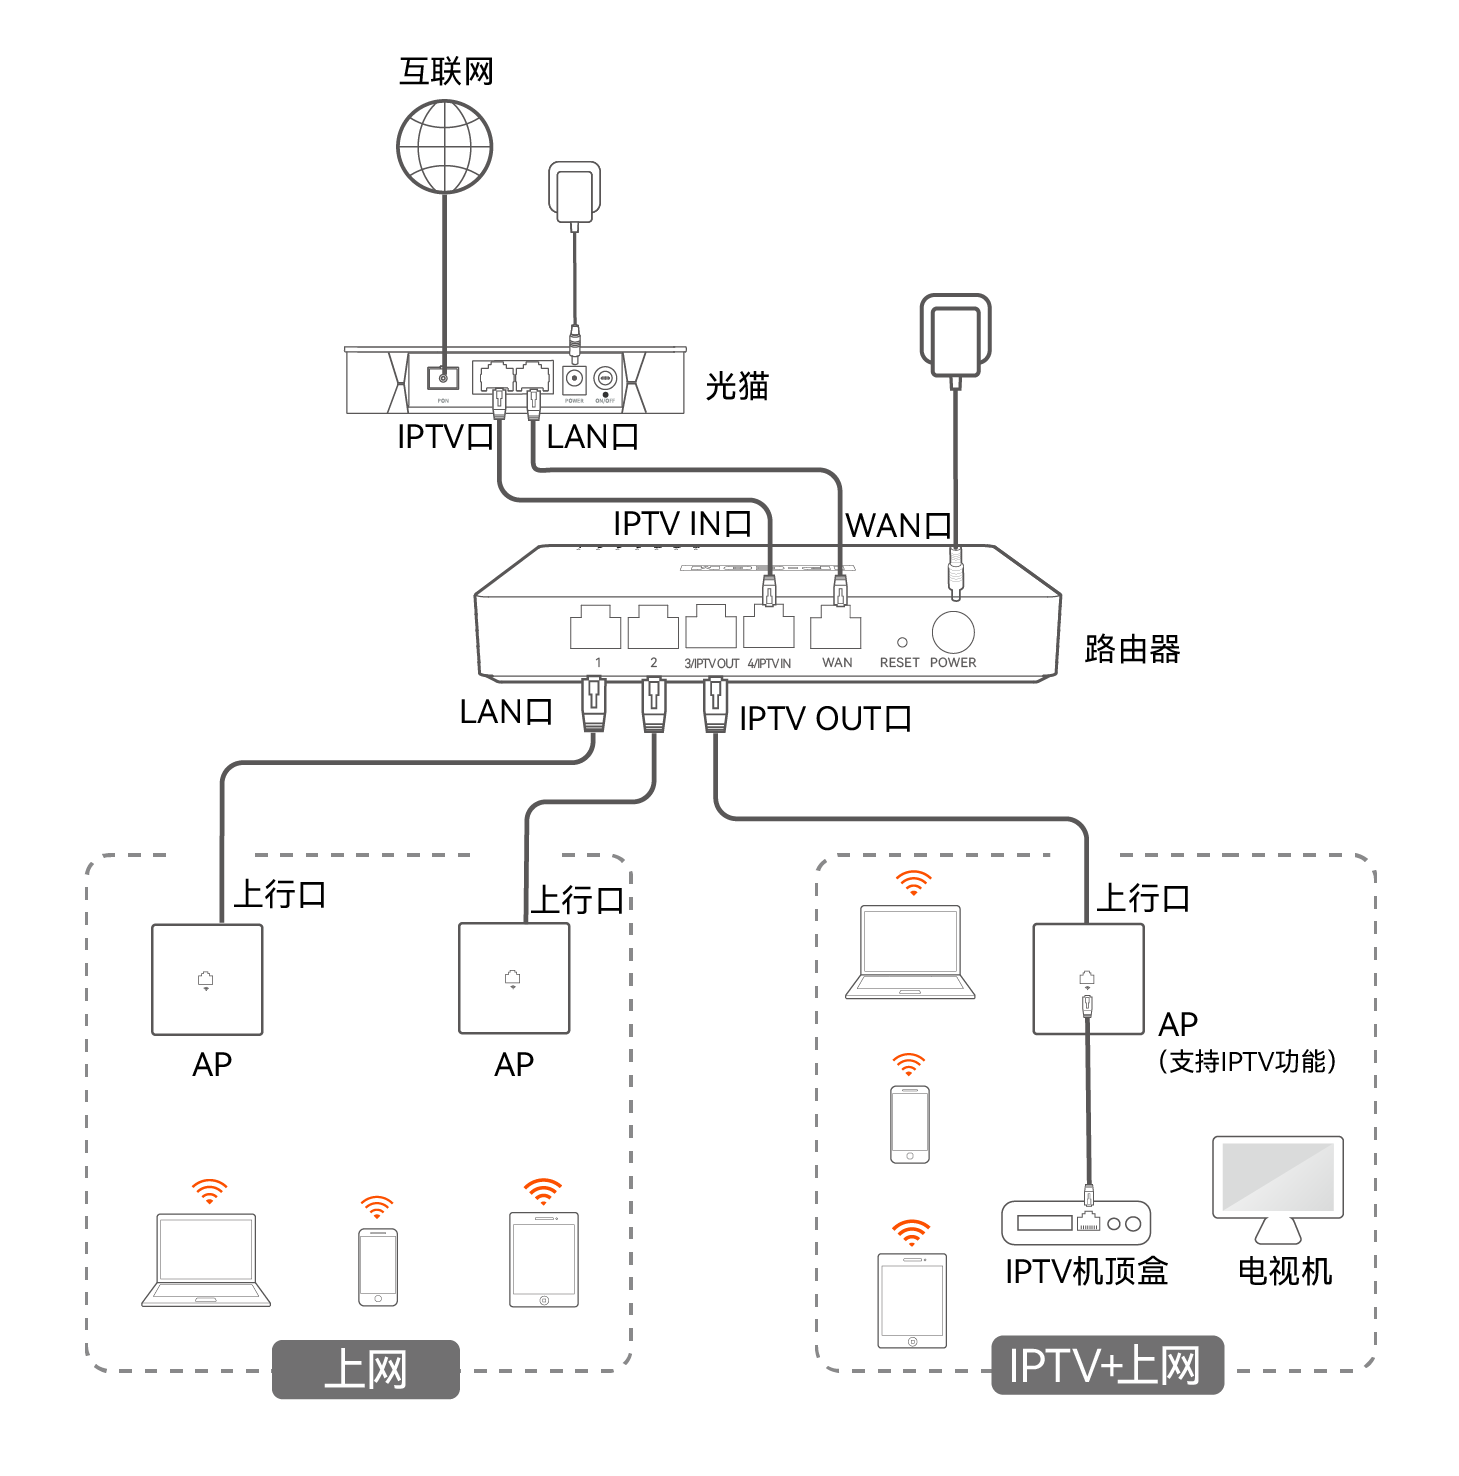 互联网
光猫
PON
POWER
ON/OFF
IPTV口
LAN口
IPTV IN口
WAN口
路由器
1
2
3/IPTV OUT
4/IPTV IN
WAN
RESET
POWER
LAN口
IPTV OUT口
上行口
上行口
上行口
AP
AP
AP
(支持IPTV功能)
IPTV机顶盒
电视机
上网
IPTV+上网